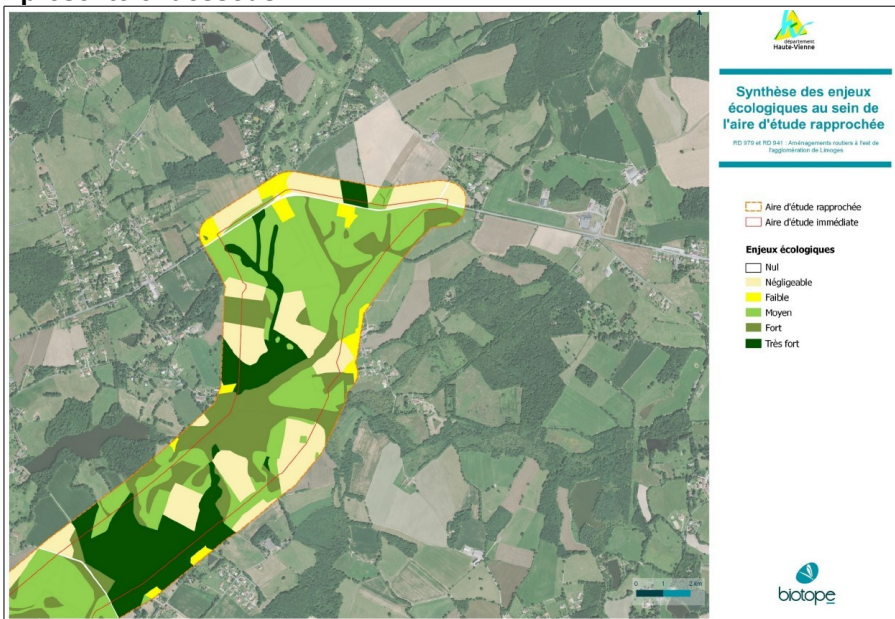 département
Haute-Vienne
Synthèse des enjeux
écologiques au sein de
l'aire d'étude rapprochée
RD 979 et RD 941 : Aménagements routiers à l'est de
l'agglomération de Limoges
Aire d'étude rapprochée
Aire d'étude immédiate
Enjeux écologiques
Nul
Négligeable
Faible
Moyen
Fort
Très fort
0 1 2 km
biotope